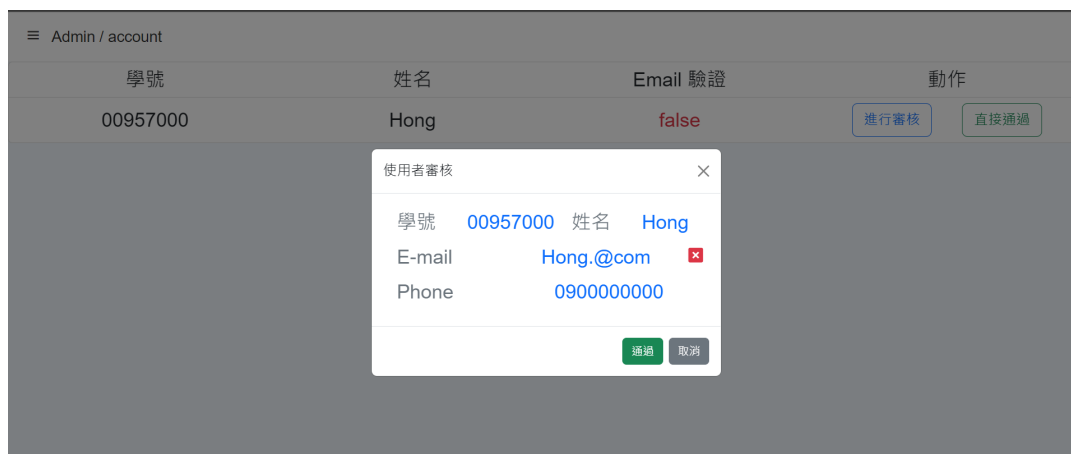 ≡ Admin / account
學號 姓名 Email 驗證 動作
00957000 Hong false 進行審核 直接通過
使用者審核 ×
學號 00957000 姓名 Hong
E-mail Hong.@com
Phone 0900000000
通過 取消